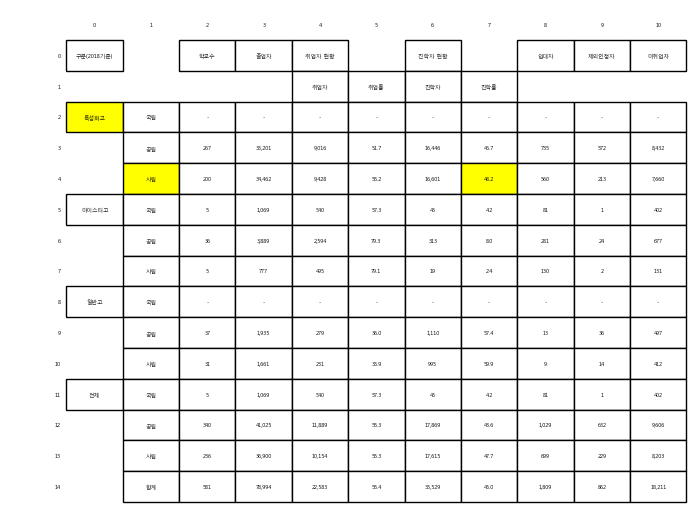 0 1 2 3 4 5 6 7 8 9 10
0 구분(2018기준) 학교수 졸업자 취업자 현황 진학자 현황 입대자 제외인정자 미취업자
1 취업자 취업률 진학자 진학률
2 특성화고 국립 - - - - - - - - -
3 공립 267 35,201 9,016 51.7 16,446 46.7 735 572 8,432
4 사립 200 34,462 9,428 55.2 16,601 48.2 560 213 7,660
5 마이스터고 국립 5 1,069 540 57.3 45 4.2 81 1 402
6 공립 36 3,889 2,594 79.3 313 8.0 281 24 677
7 사립 5 777 495 79.1 19 2.4 130 2 131
8 일반고 국립 - - - - - - - - -
9 공립 37 1,935 279 36.0 1,110 57.4 13 36 497
10 사립 31 1,661 231 35.9 995 59.9 9 14 412
11 전체 국립 5 1,069 540 57.3 45 4.2 81 1 402
12 공립 340 41,025 11,889 55.3 17,869 43.6 1,029 632 9,606
13 사립 236 36,900 10,154 55.3 17,615 47.7 699 229 8,203
14 합계 581 78,994 22,583 55.4 35,529 45.0 1,809 862 18,211